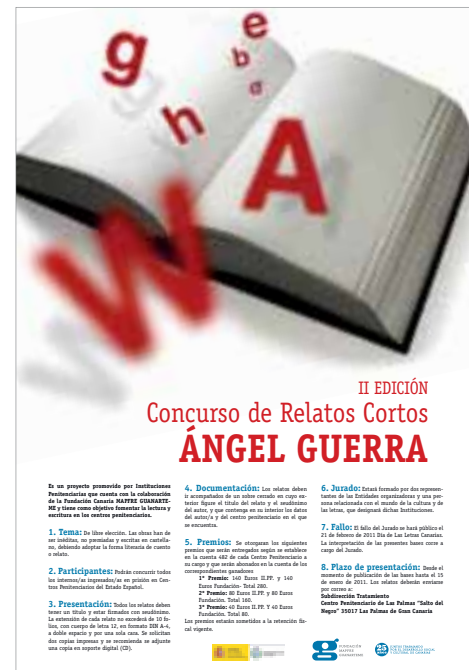 g
e
b
a
h
A
W
II EDICIÓN
Concurso de Relatos Cortos
ÁNGEL GUERRA
Es un proyecto promovido por Instituciones
Penitenciarias que cuenta con la colaboración
de la Fundación Canaria MAPFRE GUANARTE-
ME y tiene como objetivo fomentar la lectura y
escritura en los centros penitenciarios.
1. Tema: De libre elección. Las obras han de
ser inéditas, no premiadas y escritas en castella-
no, debiendo adoptar la forma literaria de cuento
o relato.
2. Participantes: Podrán concurrir todos
los internos/as ingresados/as en prisión en Cen-
tros Penitenciarios del Estado Español.
3. Presentación: Todos los relatos deben
tener un título y estar firmados con seudónimo.
La extensión de cada relato no excederá de 10 fo-
lios, con cuerpo de letra 12, en formato DIN A-4,
a doble espacio y por una sola cara. Se solicitan
dos copias impresas y se recomienda se adjunte
una copia en soporte digital (CD).
4. Documentación: Los relatos deben
ir acompañados de un sobre cerrado en cuyo ex-
terior figure el título del relato y el seudónimo
del autor, y que contenga en su interior los datos
del autor/a y del centro penitenciario en el que
se encuentra.
5. Premios: Se otorgarán los siguientes
premios que serán entregados según se establece
en la cuenta 482 de cada Centro Penitenciario a
su cargo y que serán abonados en la cuenta de los
correspondientes ganadores
1º Premio: 140 Euros II.PP. y 140
Euros Fundación- Total 280.
2º Premio: 80 Euros II.PP. y 80 Euros
Fundación. Total 160.
3º Premio: 40 Euros II.PP. Y 40 Euros
Fundación. Total 80.
Los premios estarán sometidos a la retención fis-
cal vigente.
6. Jurado: Estará formado por dos represen-
tantes de las Entidades organizadoras y una per-
sona relacionada con el mundo de la cultura y de
las letras, que designará dichas Instituciones.
7. Fallo: El fallo del Jurado se hará público el
21 de febrero de 2011 Día de Las Letras Canarias.
La interpretación de las presentes bases corre a
cargo del Jurado.
8. Plazo de presentación: Desde el
momento de publicación de las bases hasta el 15
de enero de 2011. Los relatos deberán enviarse
por correo a:
Subdirección Tratamiento
Centro Penitenciario de Las Palmas "Salto del
Negro" 35017 Las Palmas de Gran Canaria
g
FUNDACIÓN
MAPFRE
GUANARTEME
25